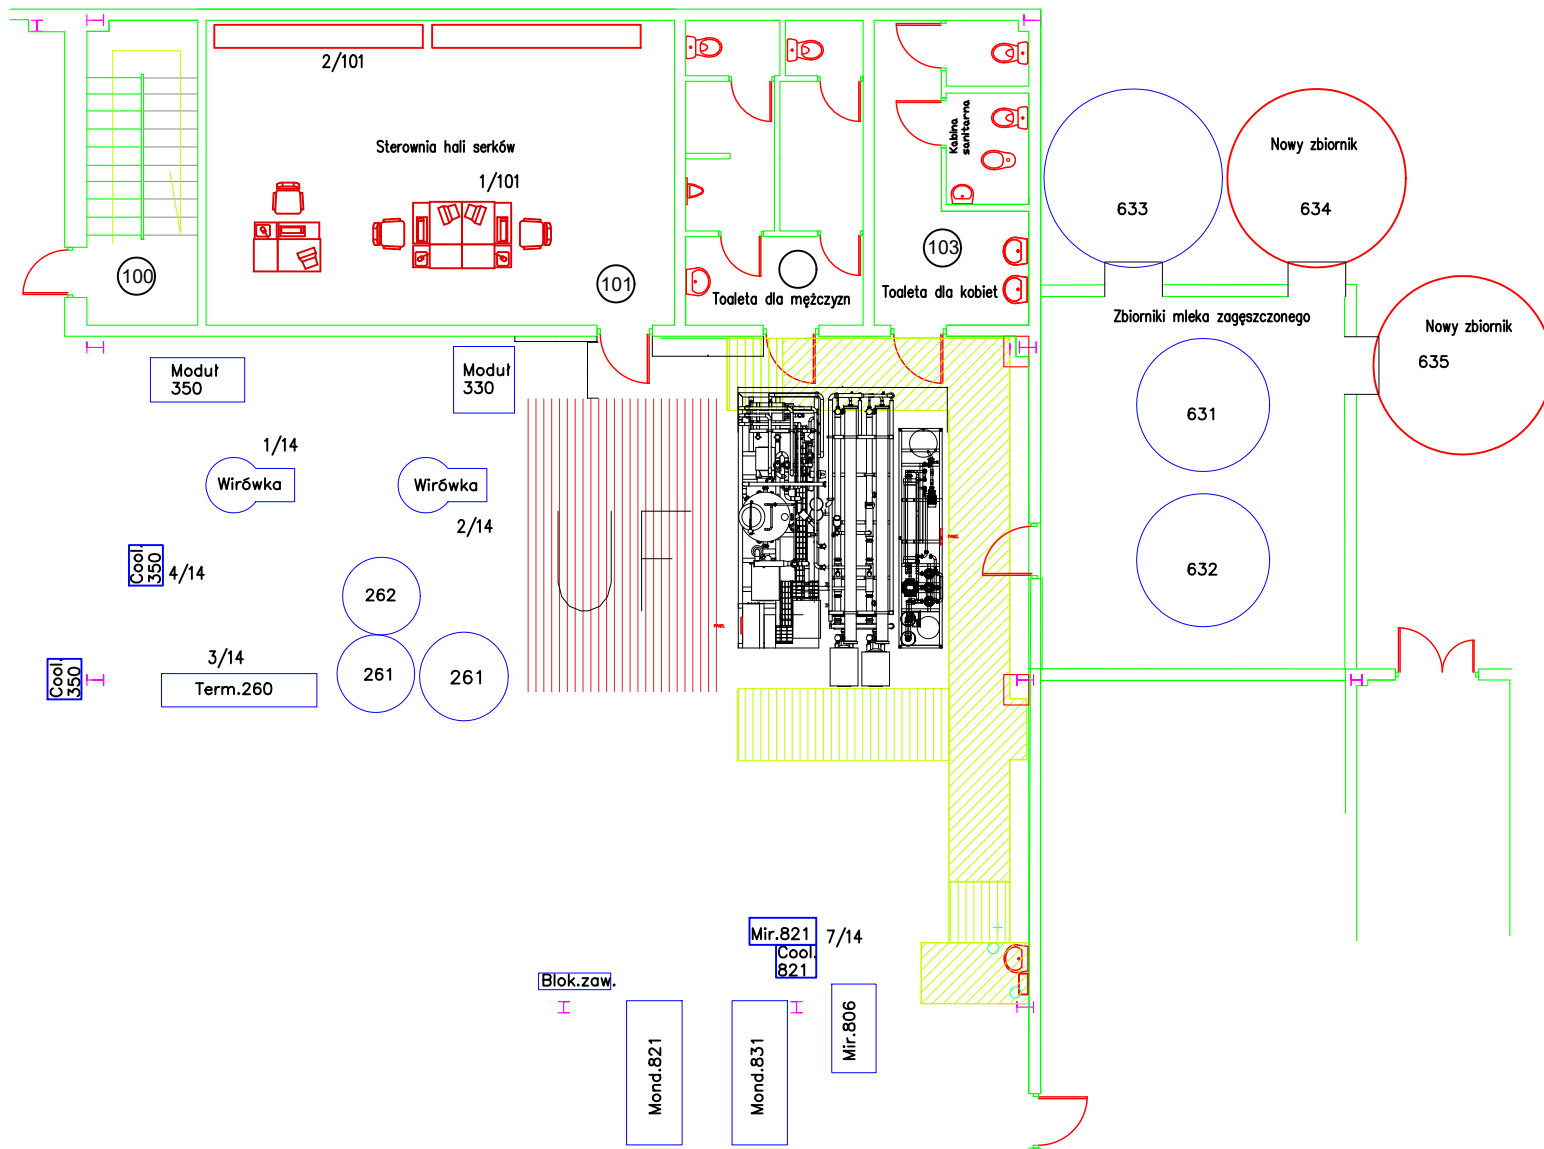 2/101
Sterownia hali serków
1/101
Kabina
sanitarna
100
101
103
Toaleta dla mężczyzn
Toaleta dla kobiet
633
Nowy zbiornik
634
Zbiorniki mleka zagęszczonego
Nowy zbiornik
635
631
632
Moduł
350
Moduł
330
1/14
Wirówka
Wirówka
2/14
Cool.
350
4/14
262
UF
PANEL
PANEL
Cool.
350
3/14
Term.260
261
261
Mir.821
7/14
Cool.
821
Blok.zaw.
Mond.821
Mond.831
Mir.806